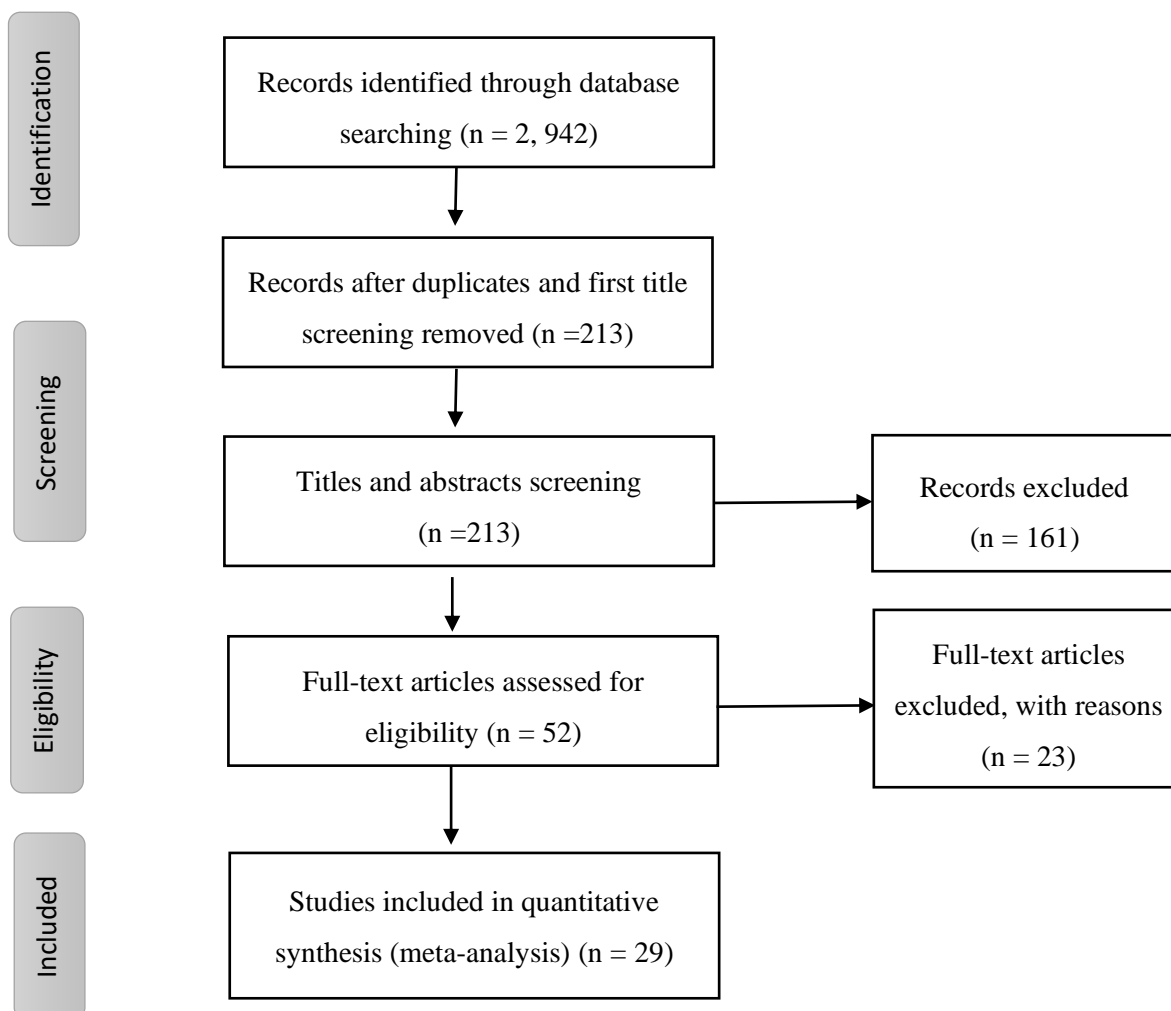 Identification
Records identified through database
searching (n = 2, 942)
Records after duplicates and first title
screening removed (n =213)
Screening
Titles and abstracts screening
(n =213)
Records excluded
(n = 161)
Eligibility
Full-text articles assessed for
eligibility (n = 52)
Full-text articles
excluded, with reasons
(n = 23)
Included
Studies included in quantitative
synthesis (meta-analysis) (n = 29)